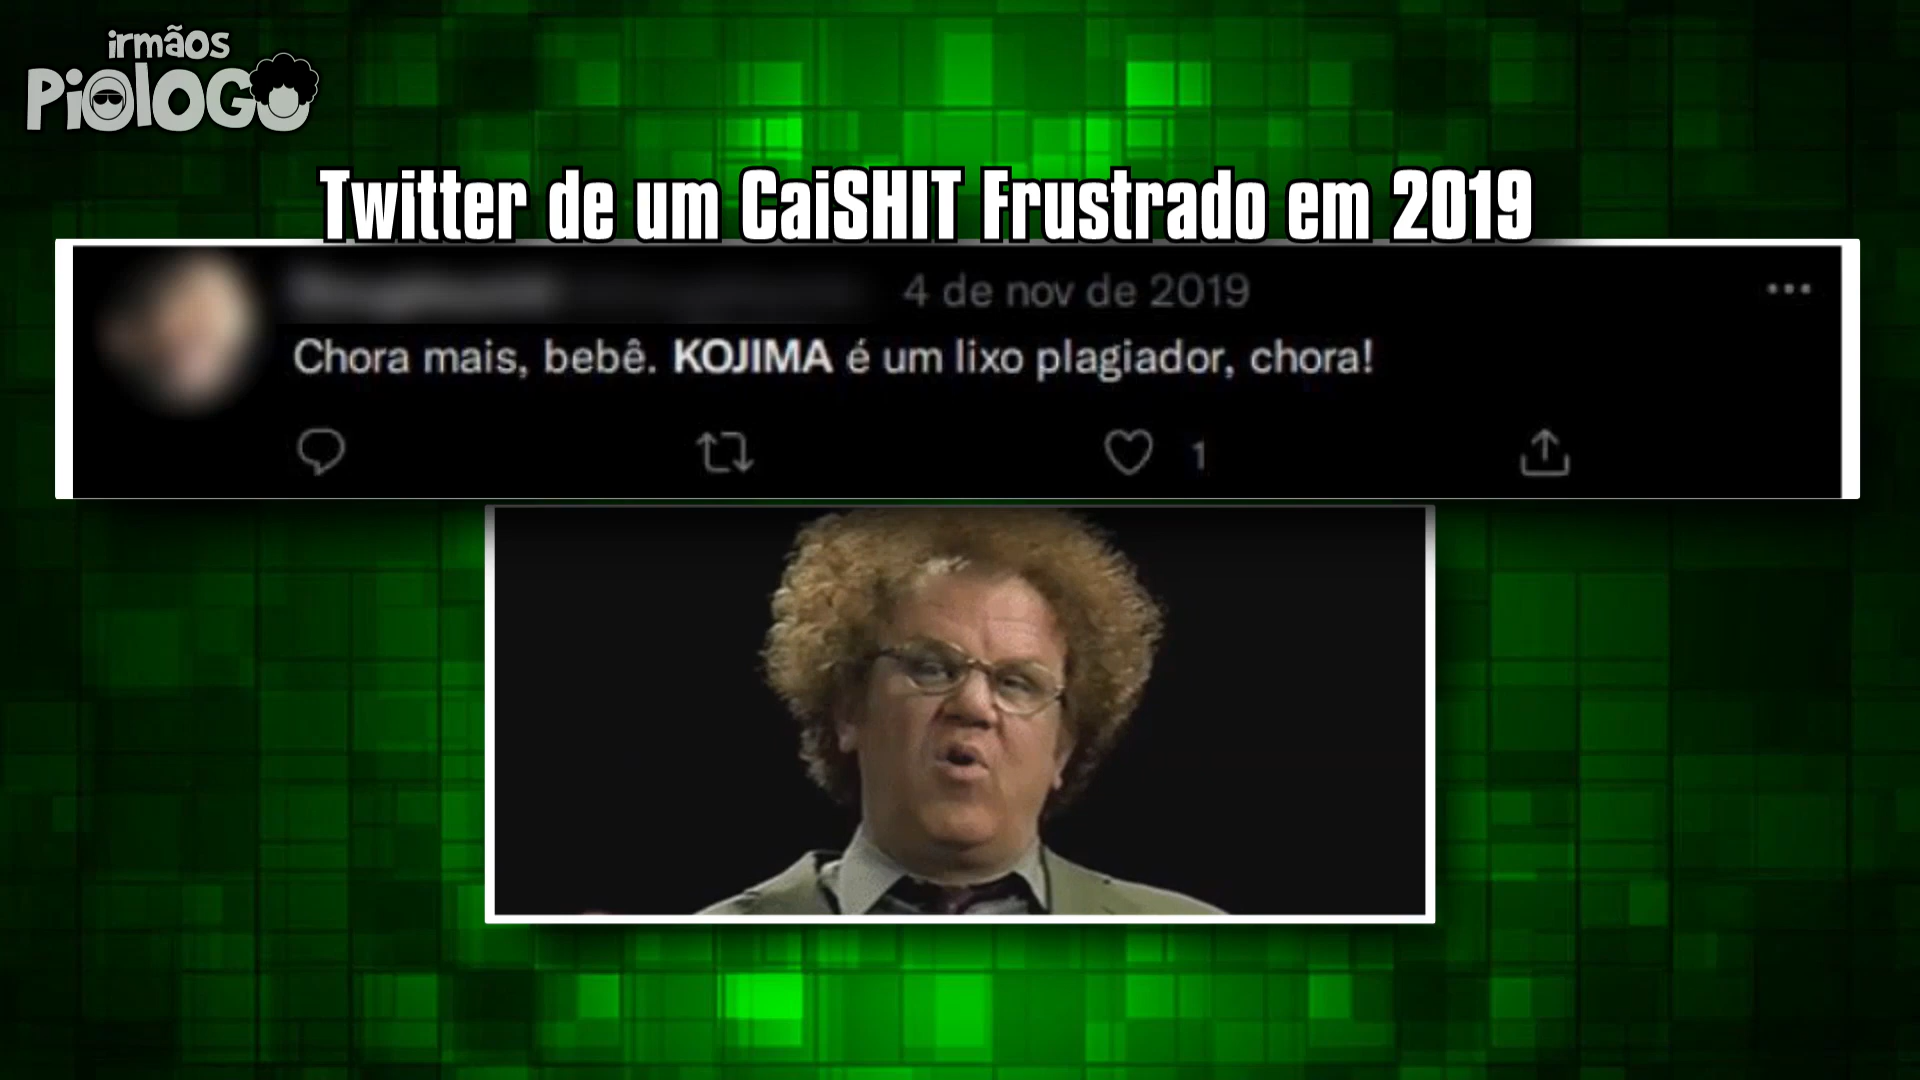 irmãos
PiOLOGO
Twitter de um CaiSHIT Frustrado em 2019
4 de nov de 2019
Chora mais, bebê. KOJIMA é um lixo plagiador, chora!
1